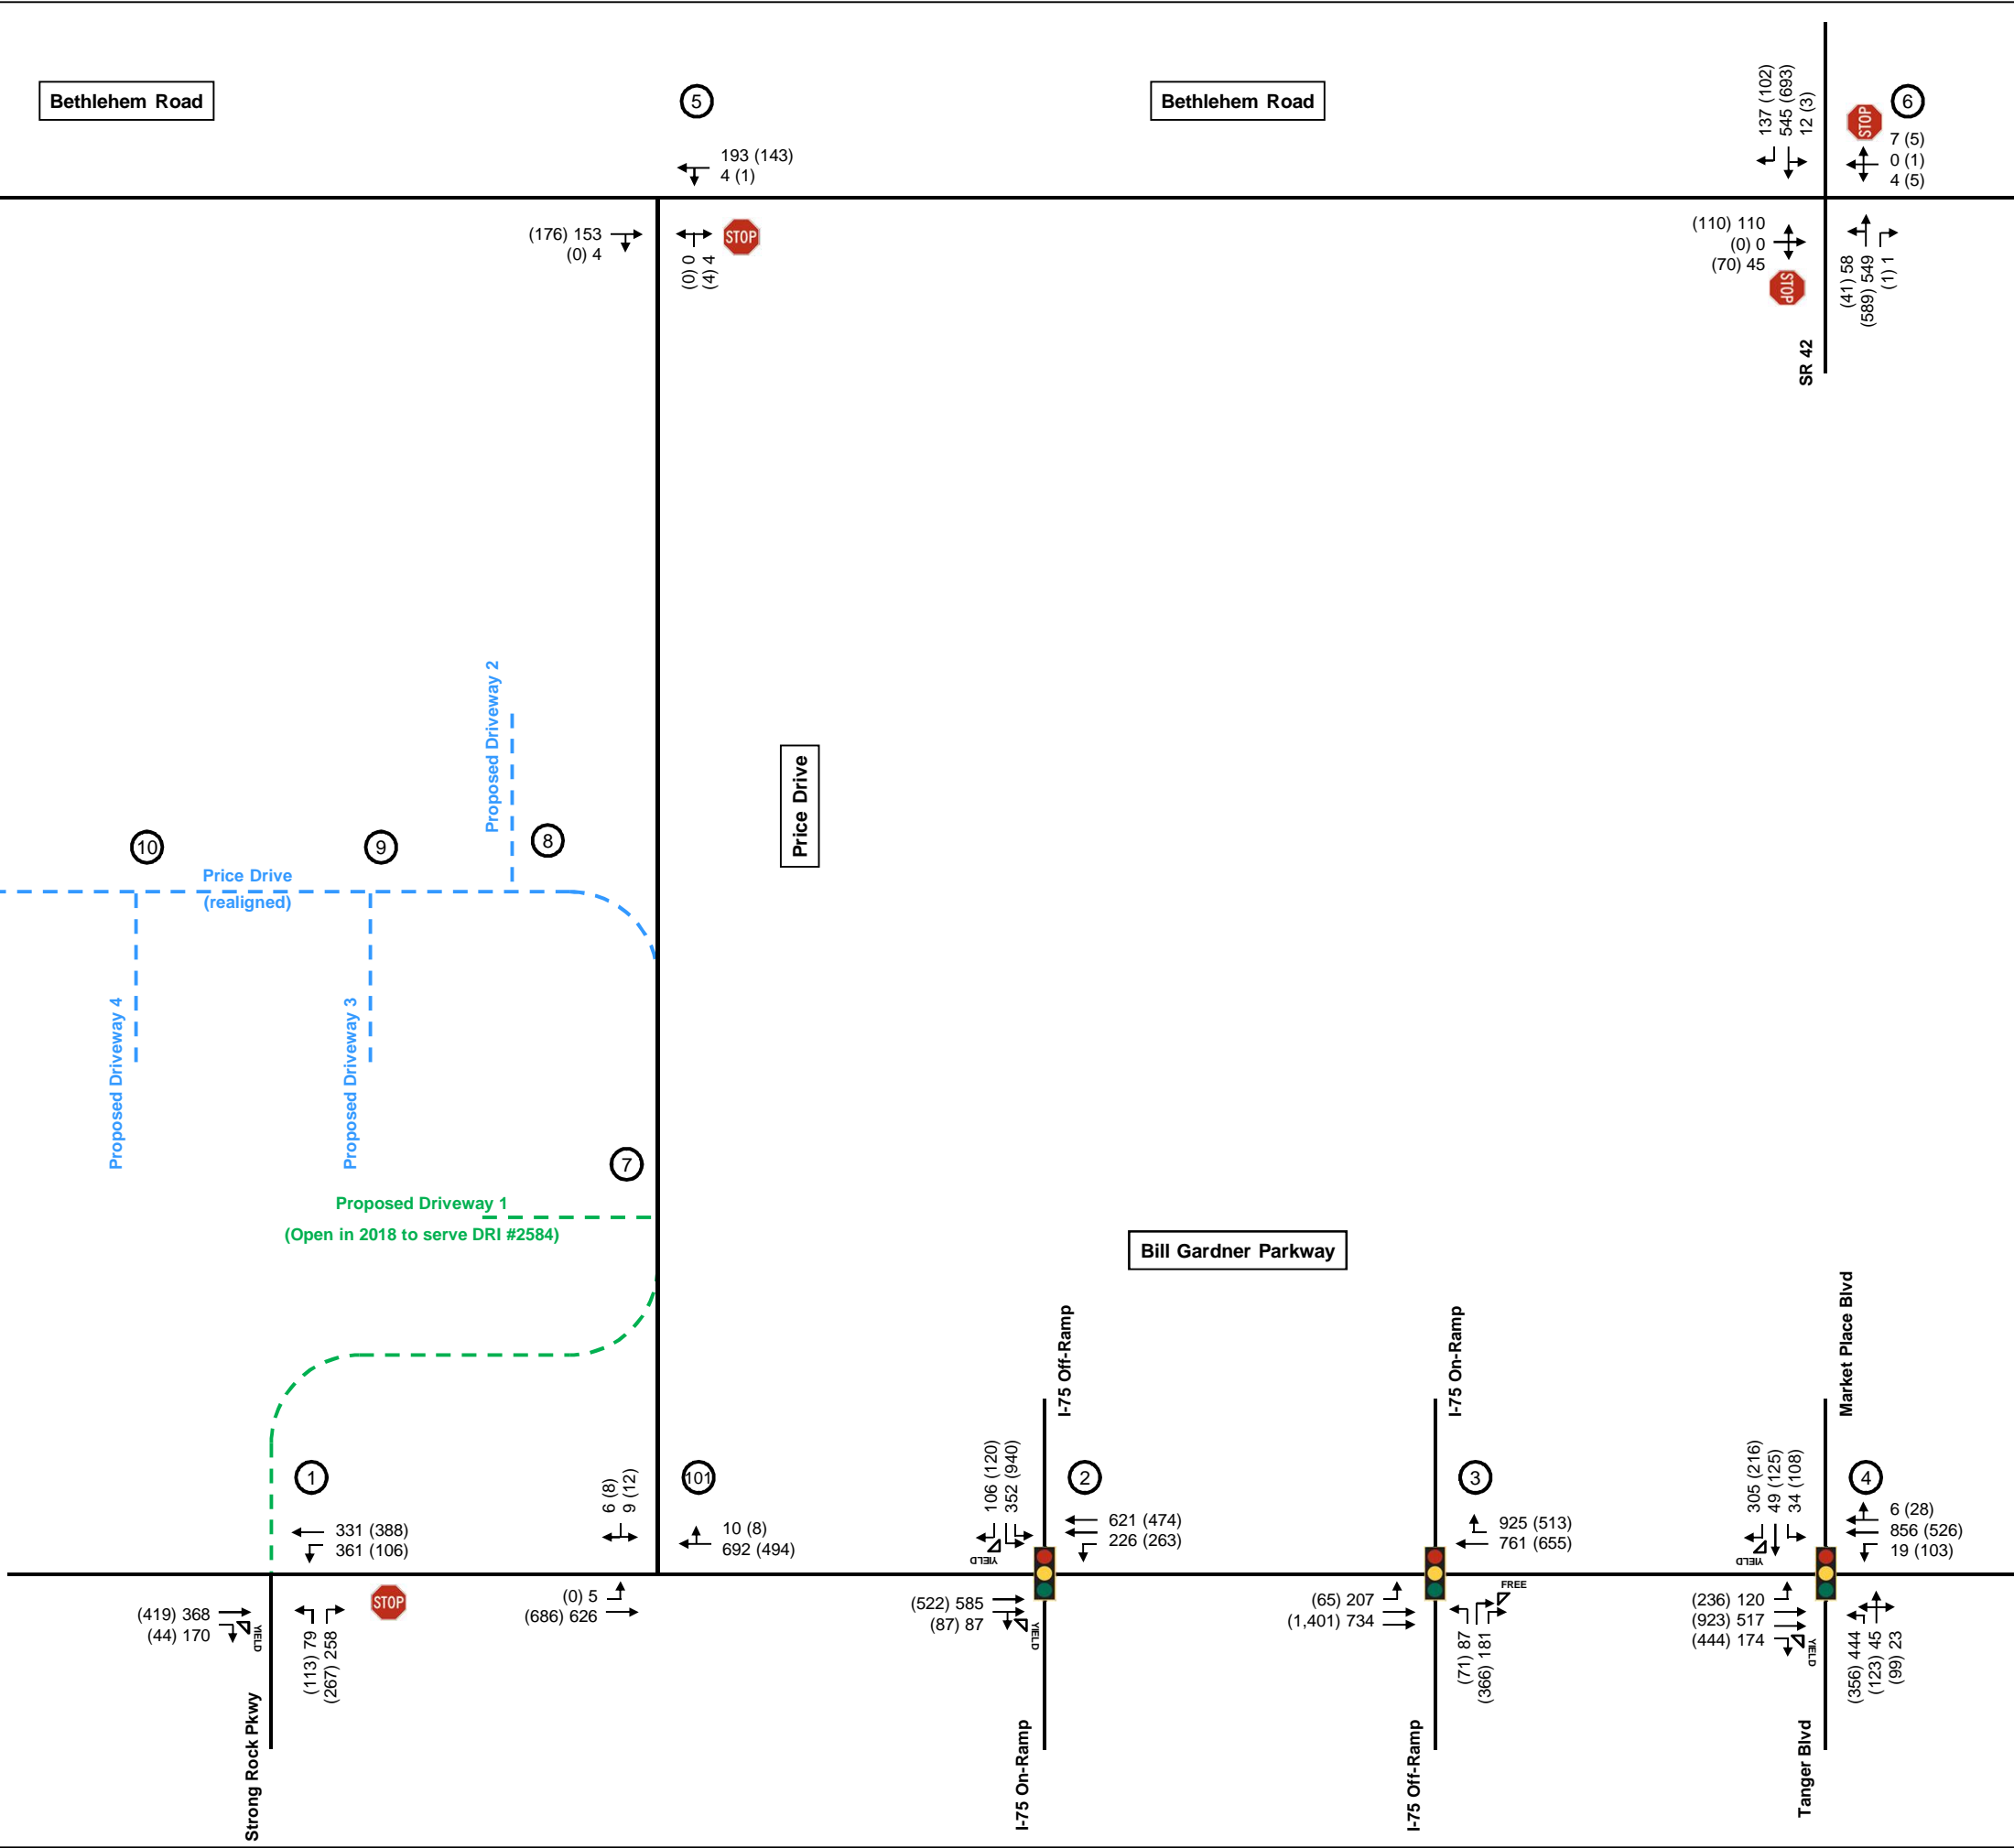 Bethlehem Road
5
Bethlehem Road
137 (102)
545 (693)
12 (3)
STOP
6
7 (5)
0 (1)
4 (5)
193 (143)
4 (1)
(176) 153
(0) 4
(0) 0
(4) 4
STOP
(110) 110
(0) 0
(70) 45
STOP
(41) 58
(589) 549
(1) 1
SR 42
Proposed Driveway 2
Price Drive
10
9
8
Price Drive
(realigned)
Proposed Driveway 4
Proposed Driveway 3
7
Proposed Driveway 1
(Open in 2018 to serve DRI #2584)
Bill Gardner Parkway
I-75 Off-Ramp
I-75 On-Ramp
Market Place Blvd
1
331 (388)
361 (106)
6 (8)
9 (12)
101
10 (8)
692 (494)
106 (120)
352 (940)
YIELD
2
621 (474)
226 (263)
3
925 (513)
761 (655)
305 (216)
49 (125)
34 (108)
YIELD
4
6 (28)
856 (526)
19 (103)
(419) 368
(44) 170
YIELD
(113) 79
(267) 258
STOP
(0) 5
(686) 626
(522) 585
(87) 87
YIELD
(65) 207
(1,401) 734
FREE
(71) 87
(366) 181
(236) 120
(923) 517
(444) 174
YIELD
(356) 444
(123) 45
(99) 23
Strong Rock Pkwy
I-75 On-Ramp
I-75 Off-Ramp
Tanger Blvd